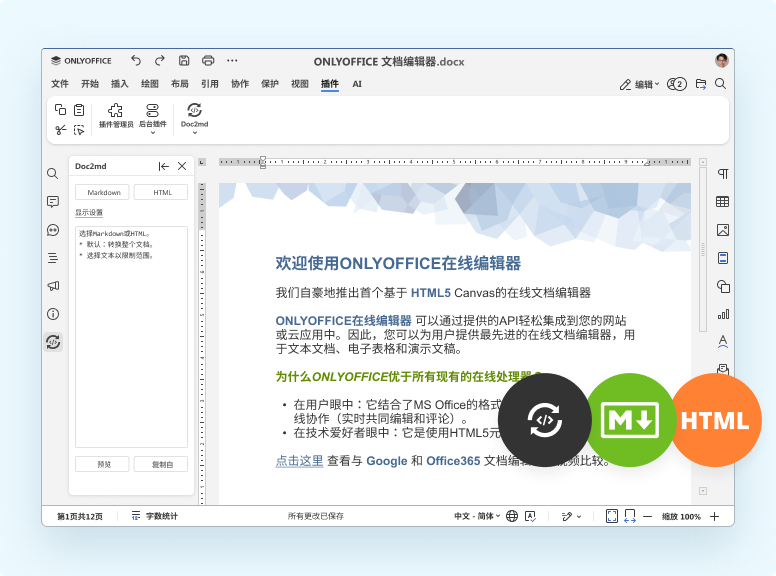 ONLYOFFICE
ONLYOFFICE 文档编辑器.docx
文件 开始 插入 绘图 布局 引用 协作 保护 视图 插件 AI
编辑 2
插件管理员 后台插件 Doc2md
Doc2md
Markdown HTML
显示设置
选择Markdown或HTML。
* 默认：转换整个文档。
* 选择文本以限制范围。
预览 复制自
欢迎使用ONLYOFFICE在线编辑器
我们自豪地推出首个基于 HTML5 Canvas的在线文档编辑器
ONLYOFFICE在线编辑器 可以通过提供的API轻松集成到您的网站
或云应用中。因此，您可以为用户提供最先进的在线文档编辑器，用
于文本文档、电子表格和演示文稿。
为什么ONLYOFFICE优于所有现有的在线处理器？
• 在用户眼中：它结合了MS Office的格式
线协作（实时共同编辑和评论）。
• 在技术爱好者眼中：它是使用HTML5元
点击这里 查看与 Google 和 Office365 文档编辑 视频比较。
M
HTML
第1页共12页 字数统计 所有更改已保存 中文 - 简体 缩放 100%